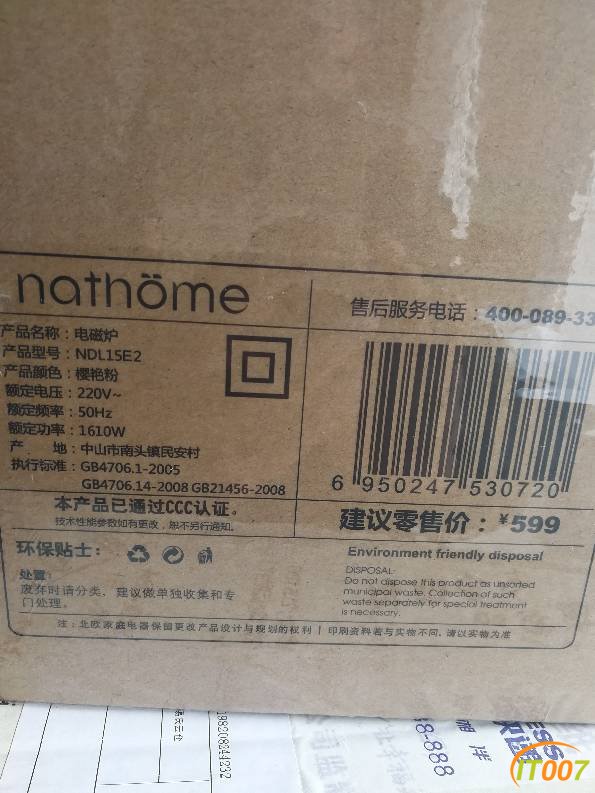 nathöme
售后服务电话：400-089-33
产品名称：电磁炉
产品型号：NDL15E2
产品颜色：樱艳粉
额定电压：220V~
额定频率：50Hz
额定功率：1610W
产　地：中山市南头镇民安村
执行标准：GB4706.1-2005
GB4706.14-2008 GB21456-2008
6 950247 530720
本产品已通过CCC认证。
技术性能参数如有更改，恕不另行通知。
建议零售价：¥599
环保贴士：
处置：
废弃时请分类，建议做单独收集和专
门处理。
Environment friendly disposal
DISPOSAL:
Do not dispose this product as unsorted
municipal waste. Collection of such
waste separately for special treatment
is necessary.
注：北欧家庭电器保留更改产品设计与规划的权利｜印刷资料若与实物不同，请以实物为准
198208244232
湘 洋
8-888
ESS
IT007